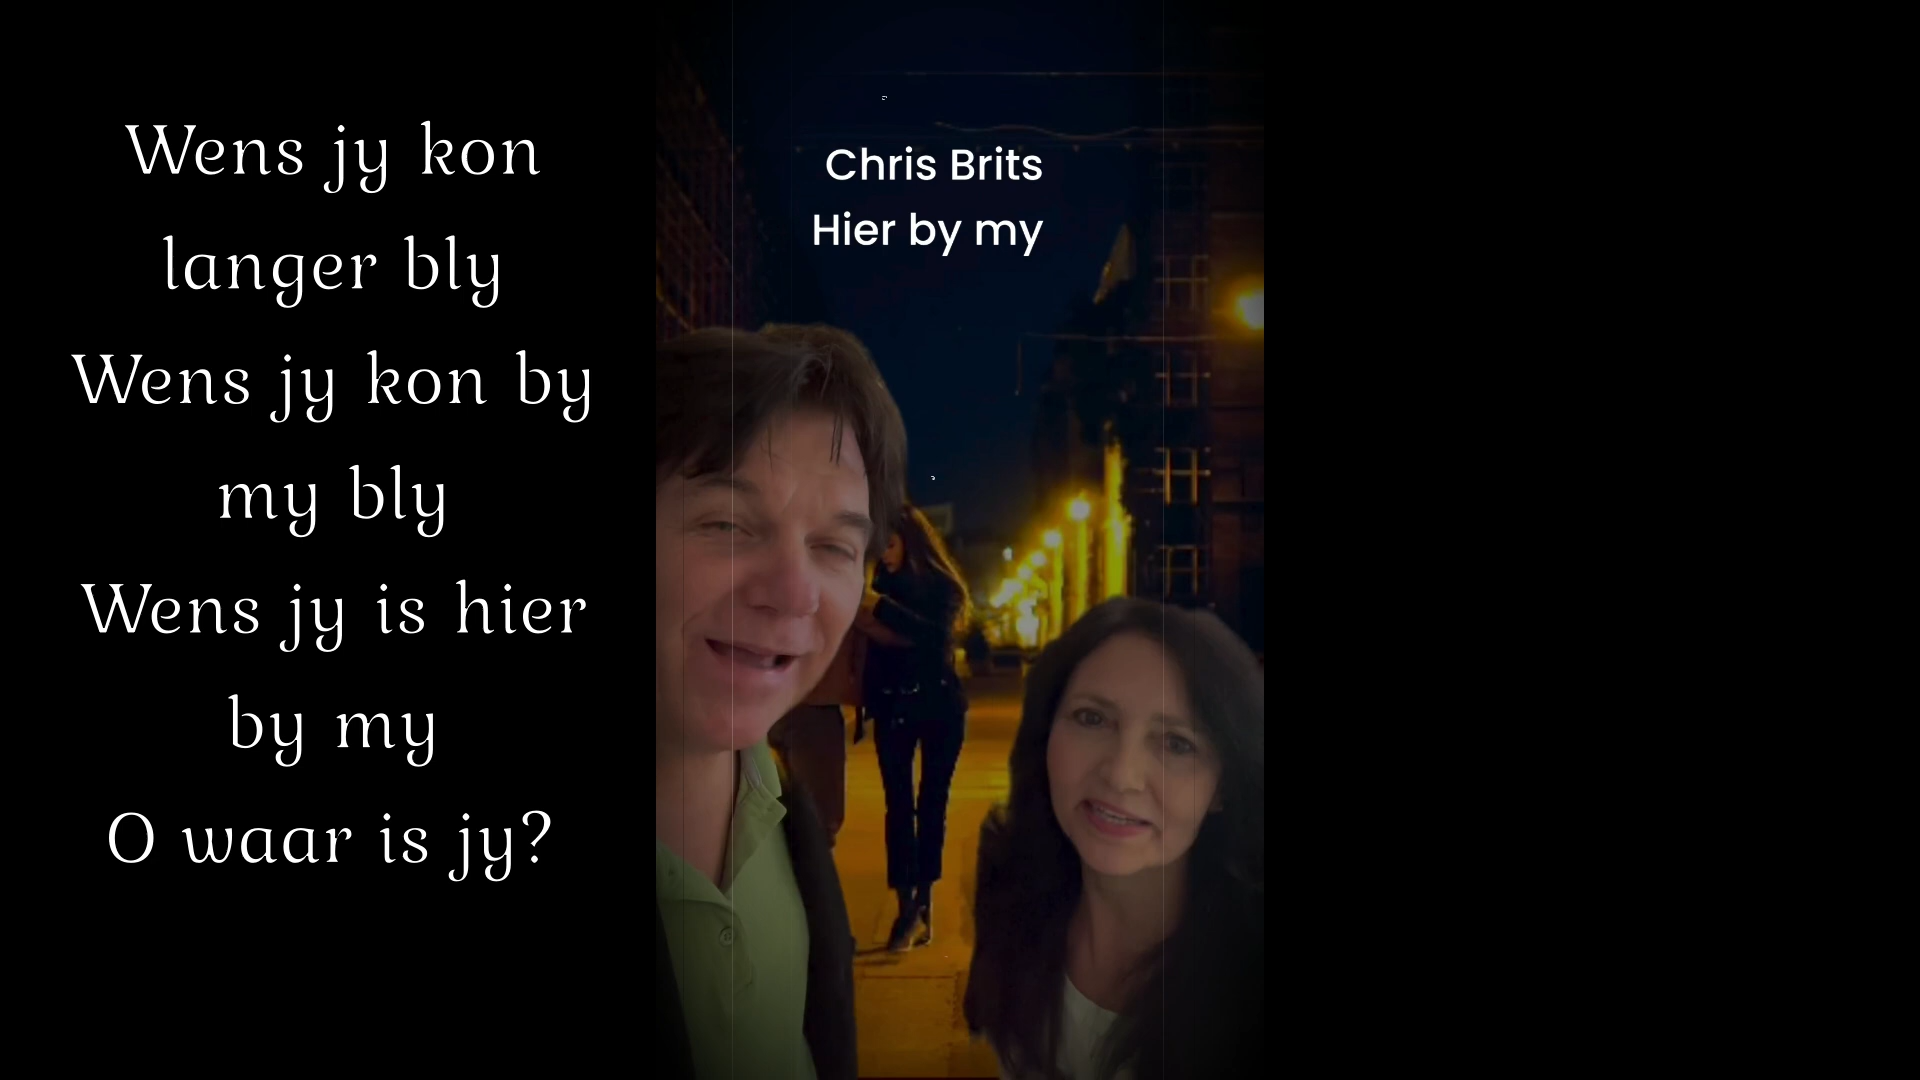 Wens jy kon
langer bly
Wens jy kon by
my bly
Wens jy is hier
by my
O waar is jy?
Chris Brits
Hier by my